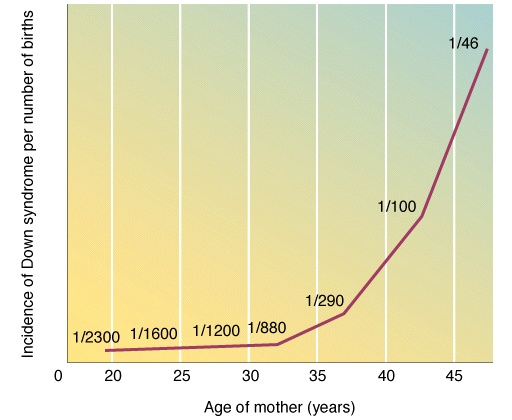 Incidence of Down syndrome per number of births
1/46
1/100
1/290
1/2300 1/1600 1/1200 1/880
0 20 25 30 35 40 45
Age of mother (years)